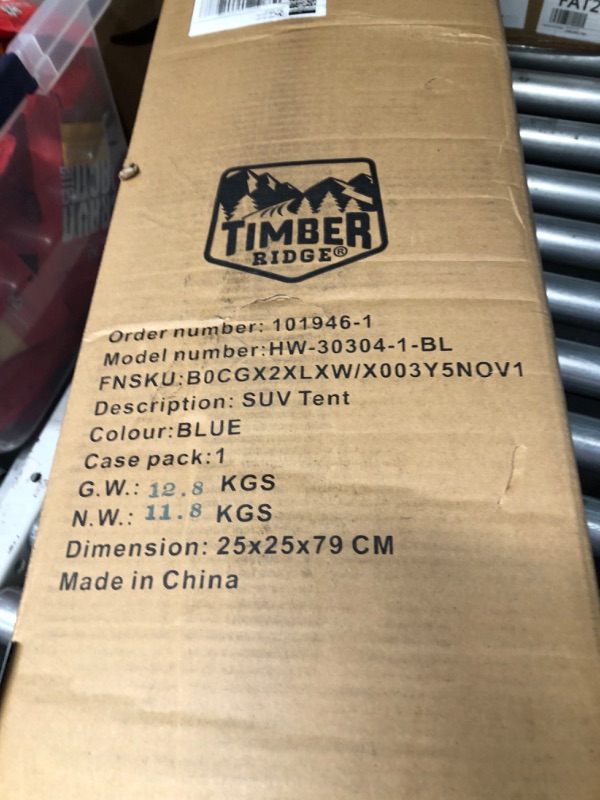 PAT2
TIMBER
RIDGE®
Order number: 101946-1
Model number:HW-30304-1-BL
FNSKU:B0CGX2XLXW/X003Y5NOV1
Description: SUV Tent
Colour:BLUE
Case pack:1
G.W.: 12.8 KGS
N.W.: 11.8 KGS
Dimension: 25x25x79 CM
Made in China